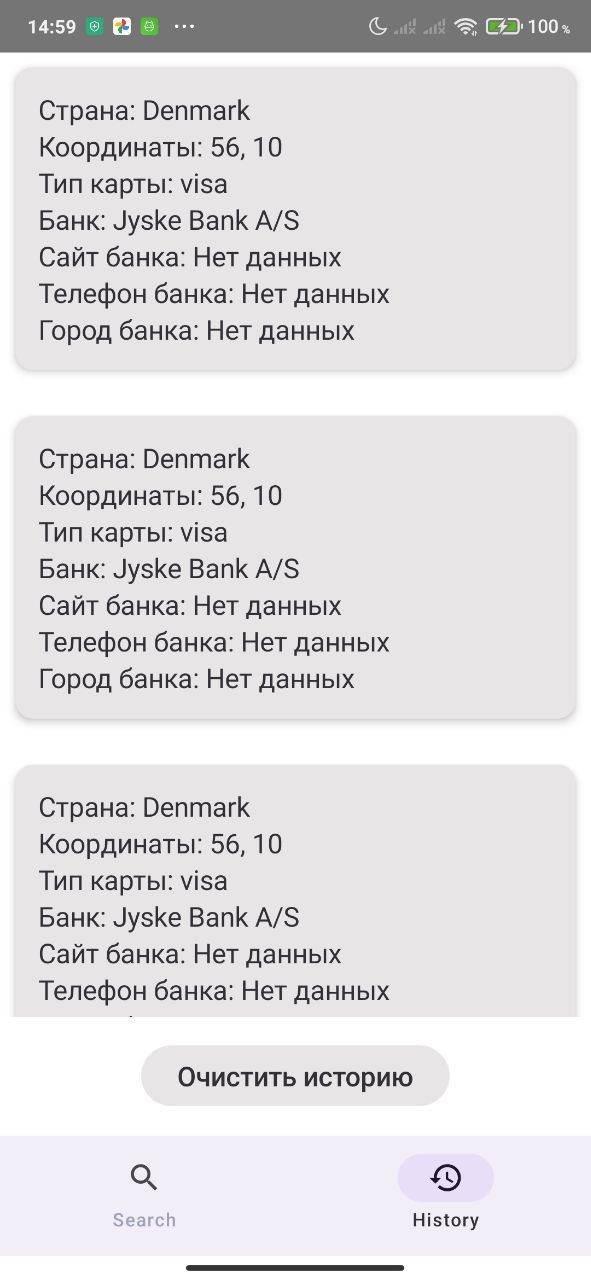 14:59 ... 100 %
Страна: Denmark
Координаты: 56, 10
Тип карты: visa
Банк: Jyske Bank A/S
Сайт банка: Нет данных
Телефон банка: Нет данных
Город банка: Нет данных
Страна: Denmark
Координаты: 56, 10
Тип карты: visa
Банк: Jyske Bank A/S
Сайт банка: Нет данных
Телефон банка: Нет данных
Город банка: Нет данных
Страна: Denmark
Координаты: 56, 10
Тип карты: visa
Банк: Jyske Bank A/S
Сайт банка: Нет данных
Телефон банка: Нет данных
Очистить историю
Search
History